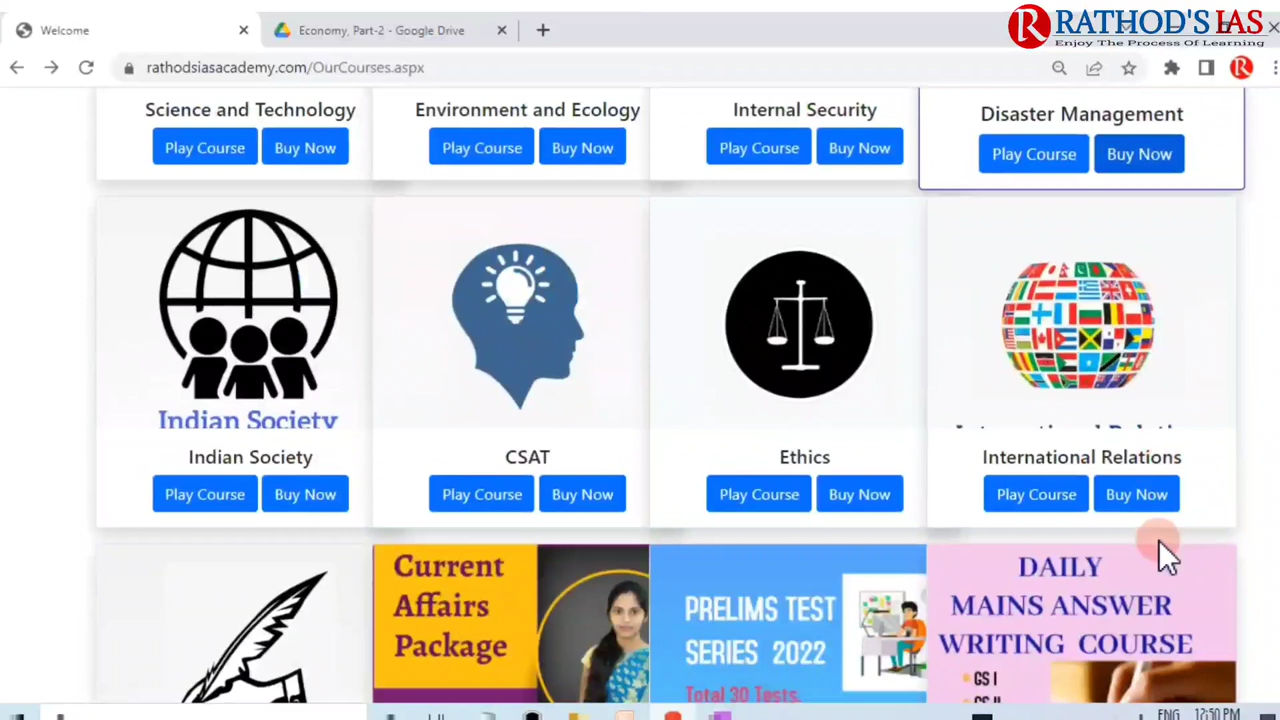 Welcome
Economy, Part-2 - Google Drive
RATHOD'S IAS
Enjoy The Process Of Learning
rathodsiasacademy.com/OurCourses.aspx
Science and Technology
Play Course
Buy Now
Environment and Ecology
Play Course
Buy Now
Internal Security
Play Course
Buy Now
Disaster Management
Play Course
Buy Now
Indian Society
Indian Society
Play Course
Buy Now
CSAT
Play Course
Buy Now
Ethics
Play Course
Buy Now
International Relations
Play Course
Buy Now
Current
Affairs
Package
PRELIMS TEST
SERIES 2022
Total 30 Tests.
DAILY
MAINS ANSWER
WRITING COURSE
GS I
ENG
12:50 PM